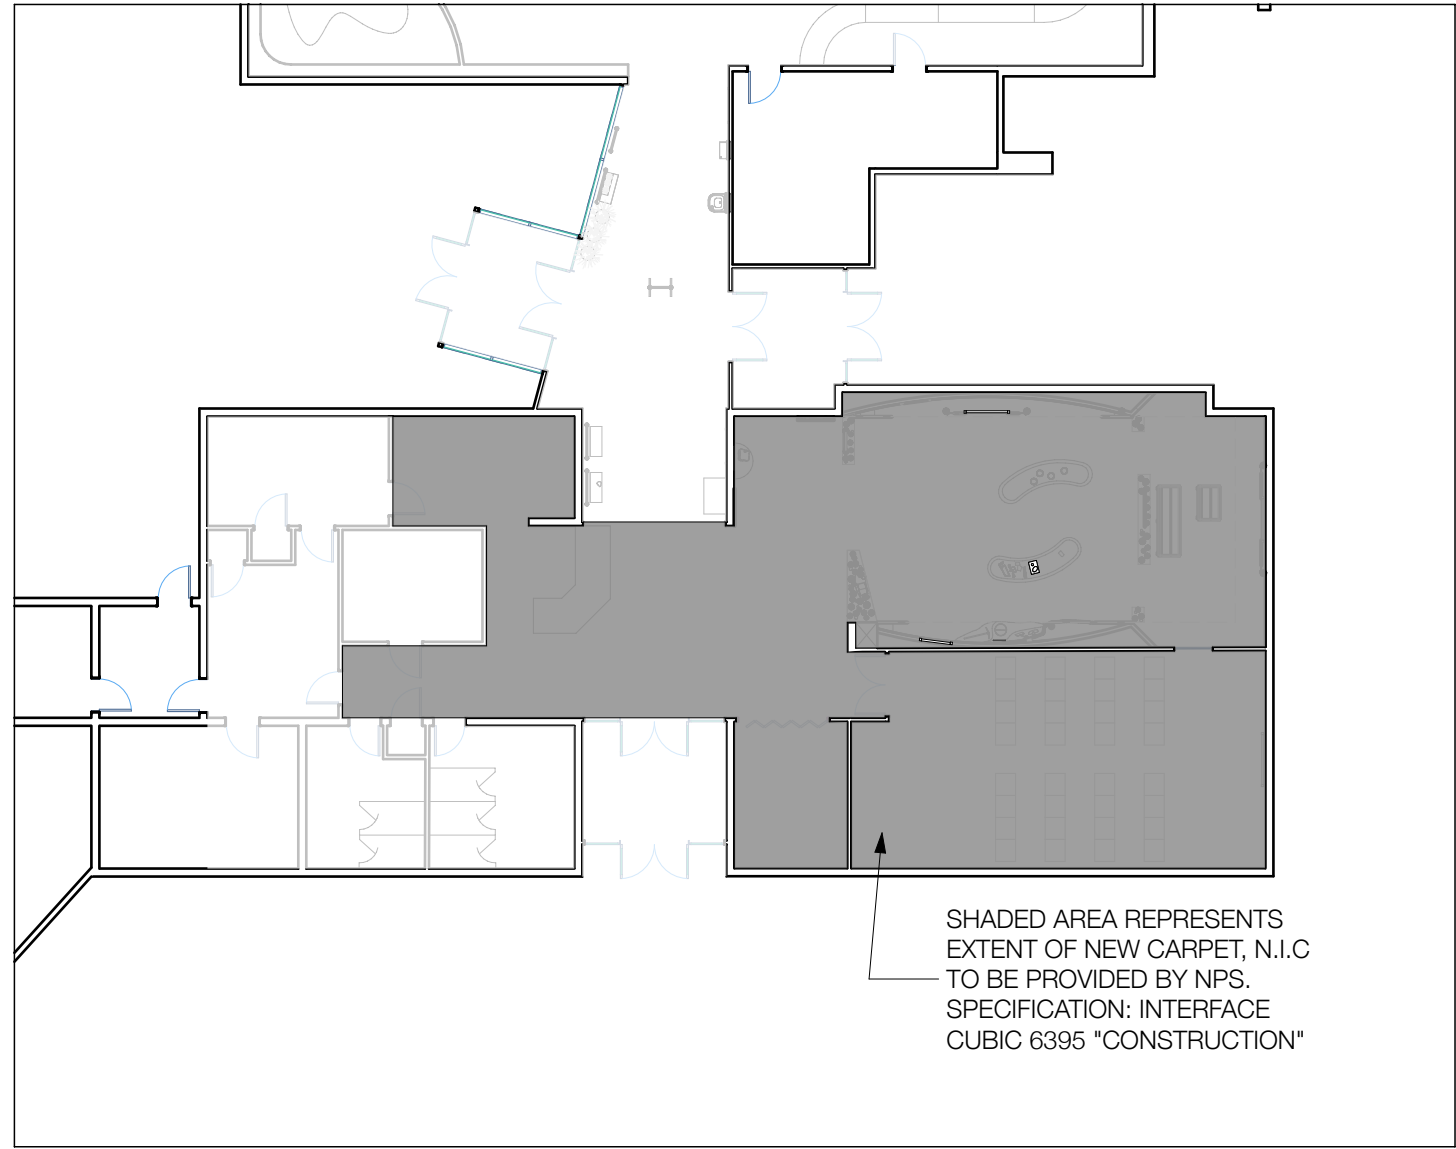 SHADED AREA REPRESENTS
EXTENT OF NEW CARPET, N.I.C
TO BE PROVIDED BY NPS.
SPECIFICATION: INTERFACE
CUBIC 6395 "CONSTRUCTION"